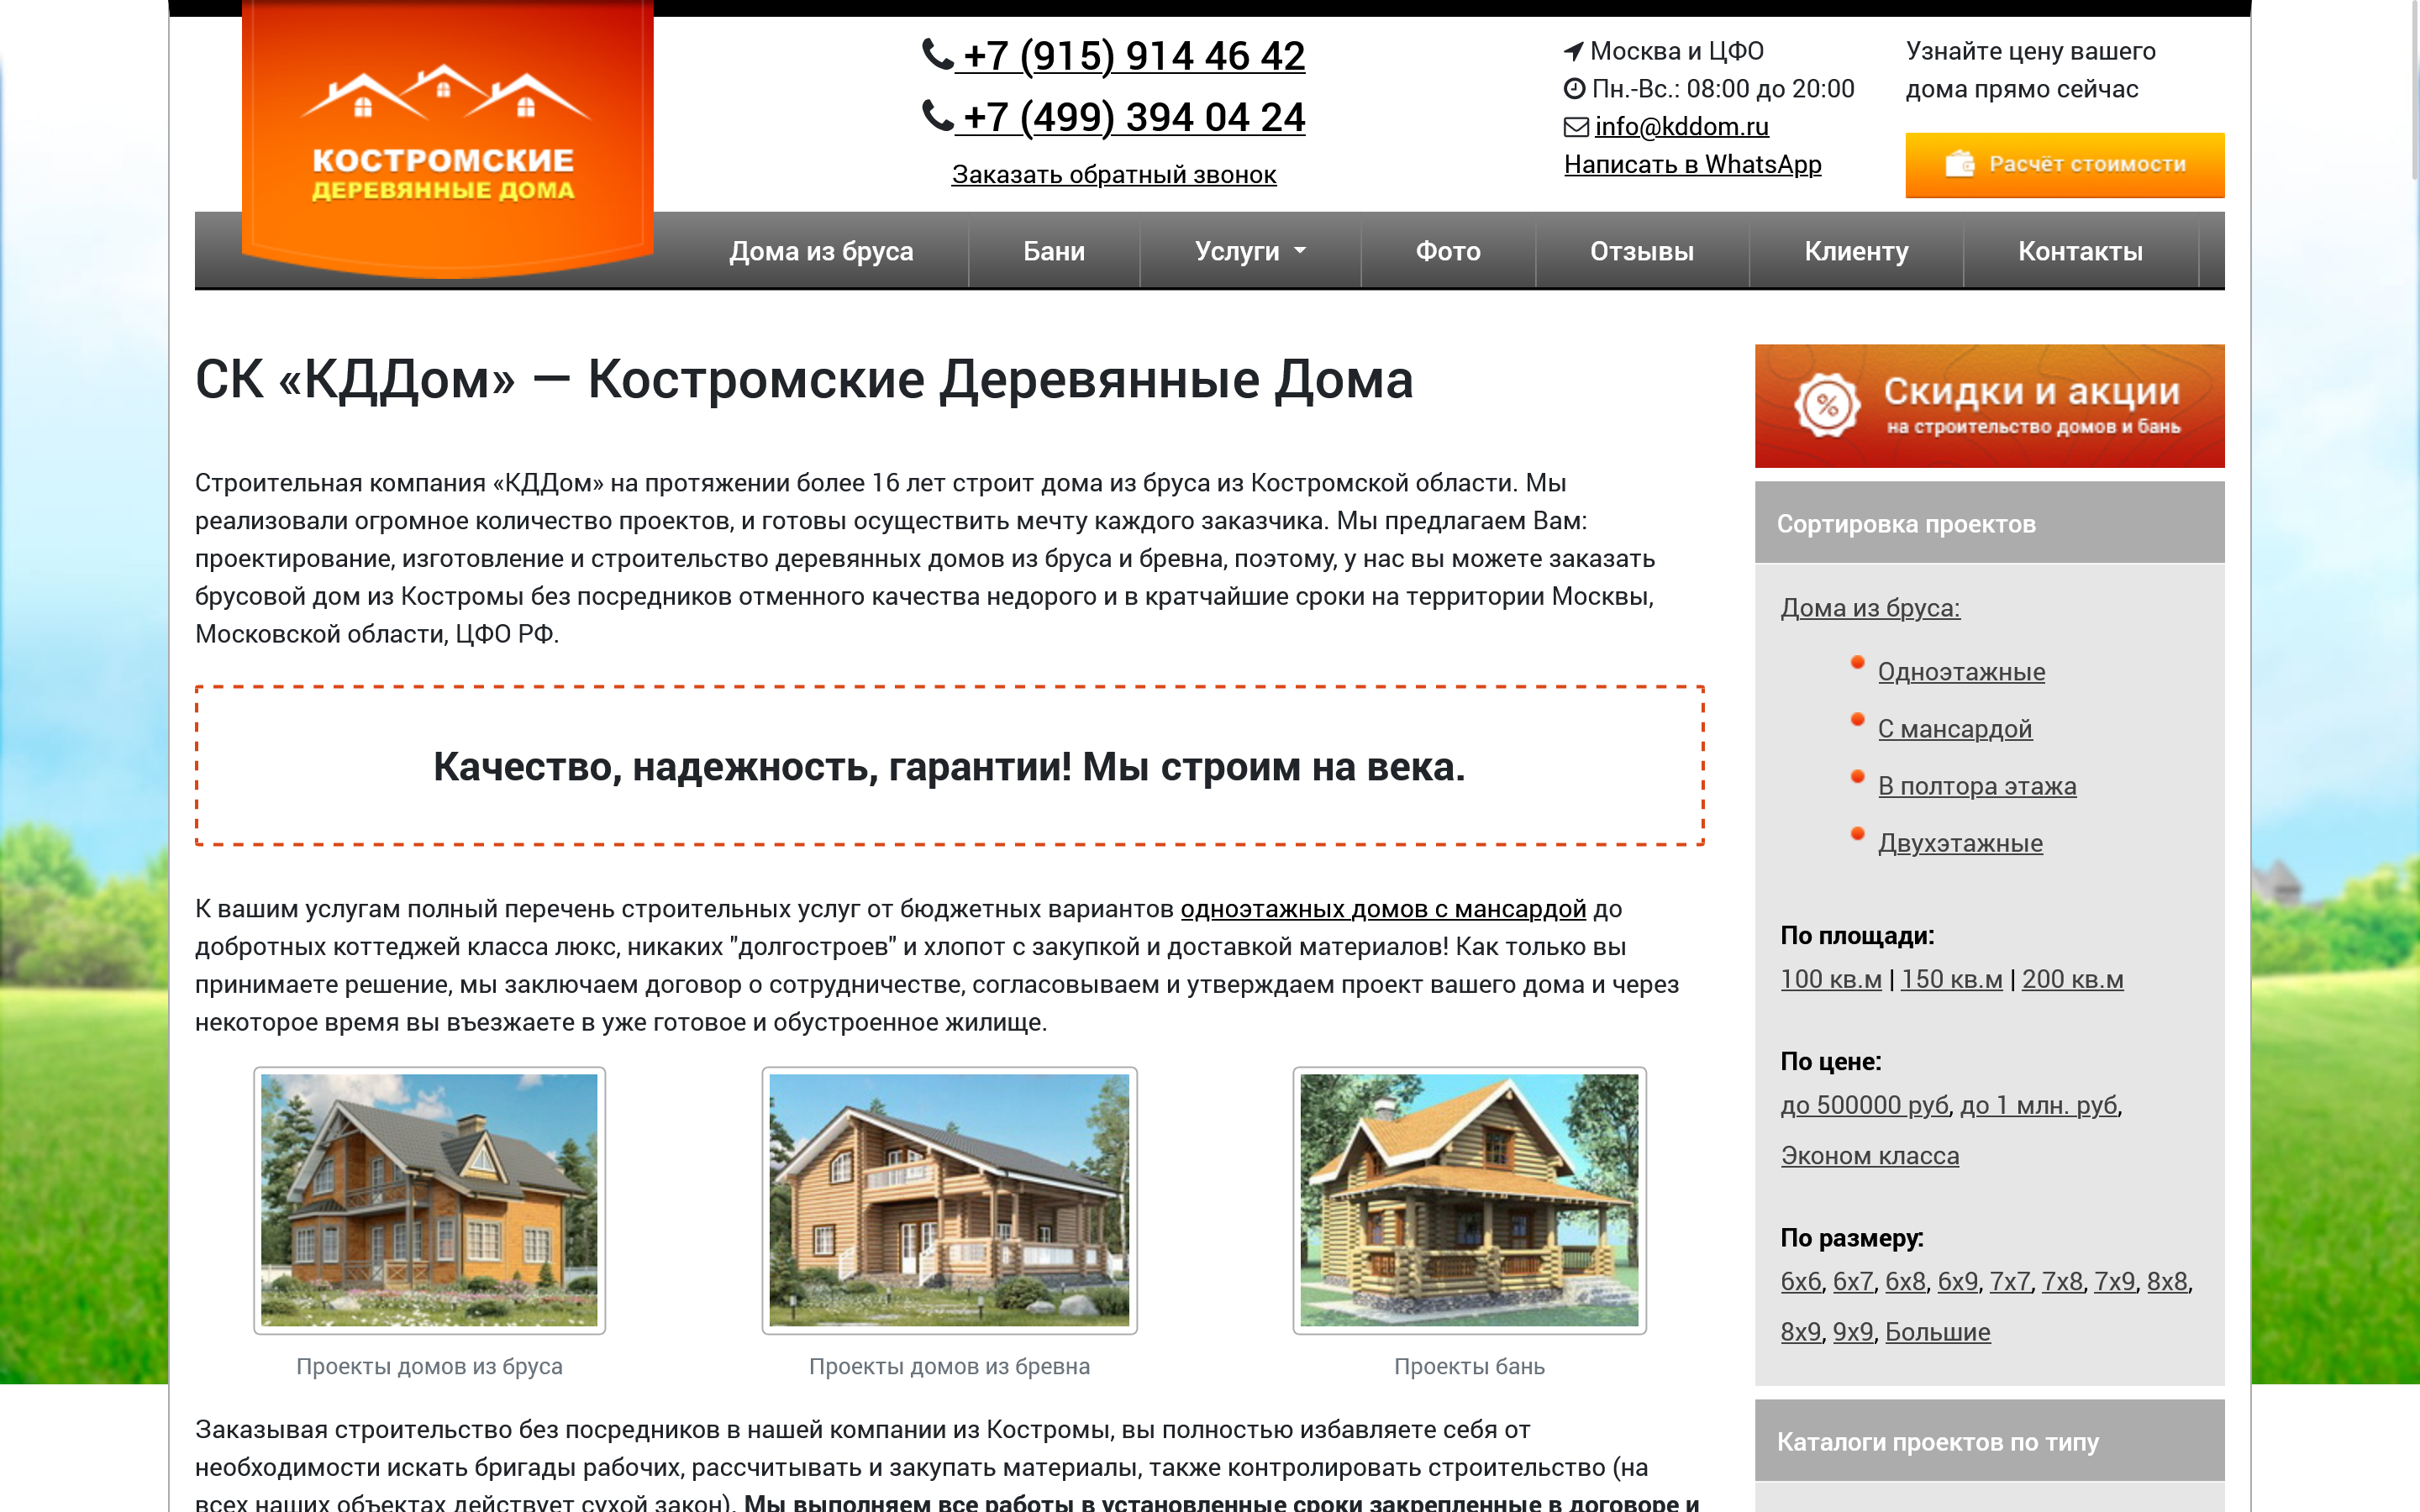 КОСТРОМСКИЕ
ДЕРЕВЯННЫЕ ДОМА
+7 (915) 914 46 42
+7 (499) 394 04 24
Заказать обратный звонок
Москва и ЦФО
Пн.-Вс.: 08:00 до 20:00
info@kddom.ru
Написать в WhatsApp
Узнайте цену вашего
дома прямо сейчас
Расчёт стоимости
Дома из бруса
Бани
Услуги
Фото
Отзывы
Клиенту
Контакты
СК «КДДом» — Костромские Деревянные Дома
Строительная компания «КДДом» на протяжении более 16 лет строит дома из бруса из Костромской области. Мы
реализовали огромное количество проектов, и готовы осуществить мечту каждого заказчика. Мы предлагаем Вам:
проектирование, изготовление и строительство деревянных домов из бруса и бревна, поэтому, у нас вы можете заказать
брусовой дом из Костромы без посредников отменного качества недорого и в кратчайшие сроки на территории Москвы,
Московской области, ЦФО РФ.
Качество, надежность, гарантии! Мы строим на века.
К вашим услугам полный перечень строительных услуг от бюджетных вариантов одноэтажных домов с мансардой до
добротных коттеджей класса люкс, никаких "долгостроев" и хлопот с закупкой и доставкой материалов! Как только вы
принимаете решение, мы заключаем договор о сотрудничестве, согласовываем и утверждаем проект вашего дома и через
некоторое время вы въезжаете в уже готовое и обустроенное жилище.
Проекты домов из бруса
Проекты домов из бревна
Проекты бань
Заказывая строительство без посредников в нашей компании из Костромы, вы полностью избавляете себя от
необходимости искать бригады рабочих, рассчитывать и закупать материалы, также контролировать строительство (на
всех наших объектах действует сухой закон). Мы выполняем все работы в установленные сроки закрепленные в договоре и
Скидки и акции
на строительство домов и бань
Сортировка проектов
Дома из бруса:
Одноэтажные
С мансардой
В полтора этажа
Двухэтажные
По площади:
100 кв.м | 150 кв.м | 200 кв.м
По цене:
до 500000 руб, до 1 млн. руб,
Эконом класса
По размеру:
6х6, 6х7, 6х8, 6х9, 7х7, 7х8, 7х9, 8х8,
8х9, 9х9, Большие
Каталоги проектов по типу